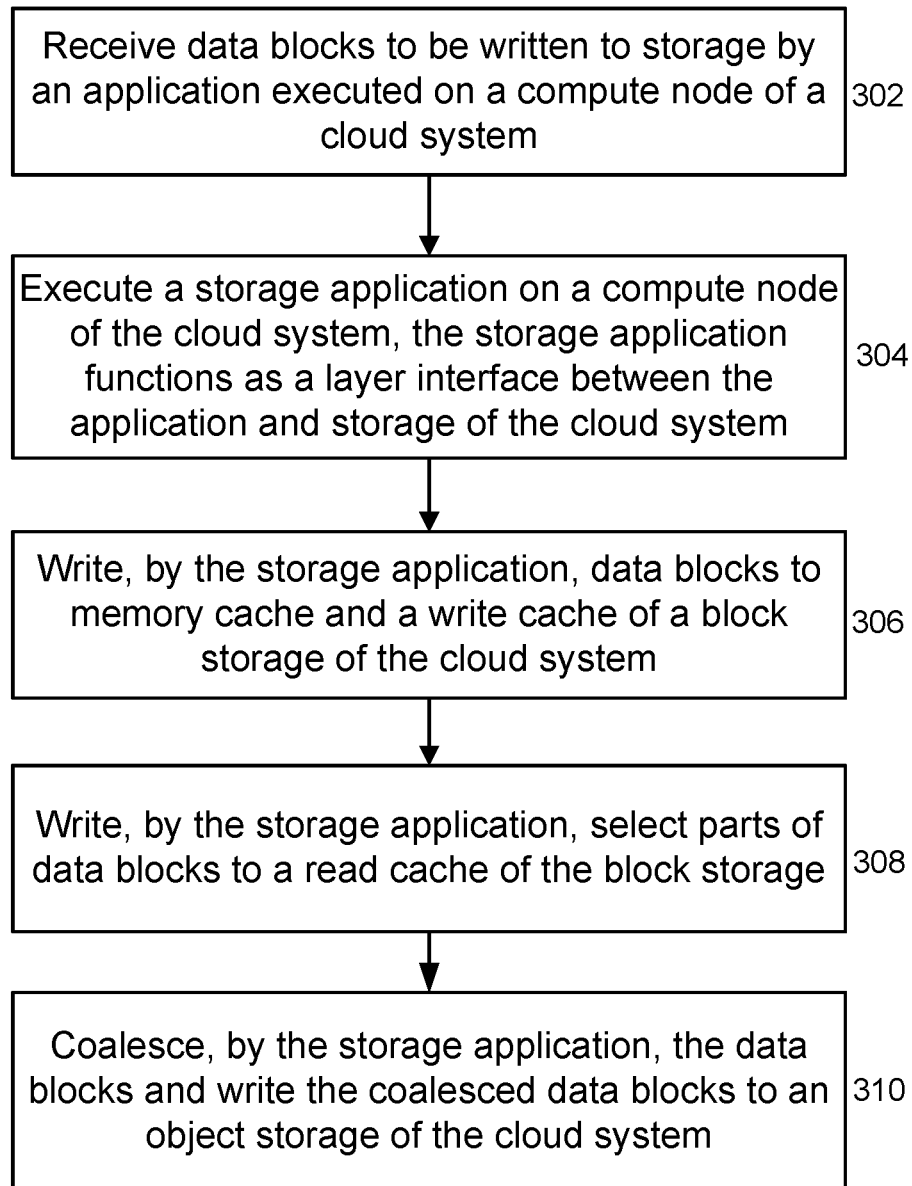 Receive data blocks to be written to storage by
an application executed on a compute node of a
cloud system
302
Execute a storage application on a compute node
of the cloud system, the storage application
functions as a layer interface between the
application and storage of the cloud system
304
Write, by the storage application, data blocks to
memory cache and a write cache of a block
storage of the cloud system
306
Write, by the storage application, select parts of
data blocks to a read cache of the block storage
308
Coalesce, by the storage application, the data
blocks and write the coalesced data blocks to an
object storage of the cloud system
310